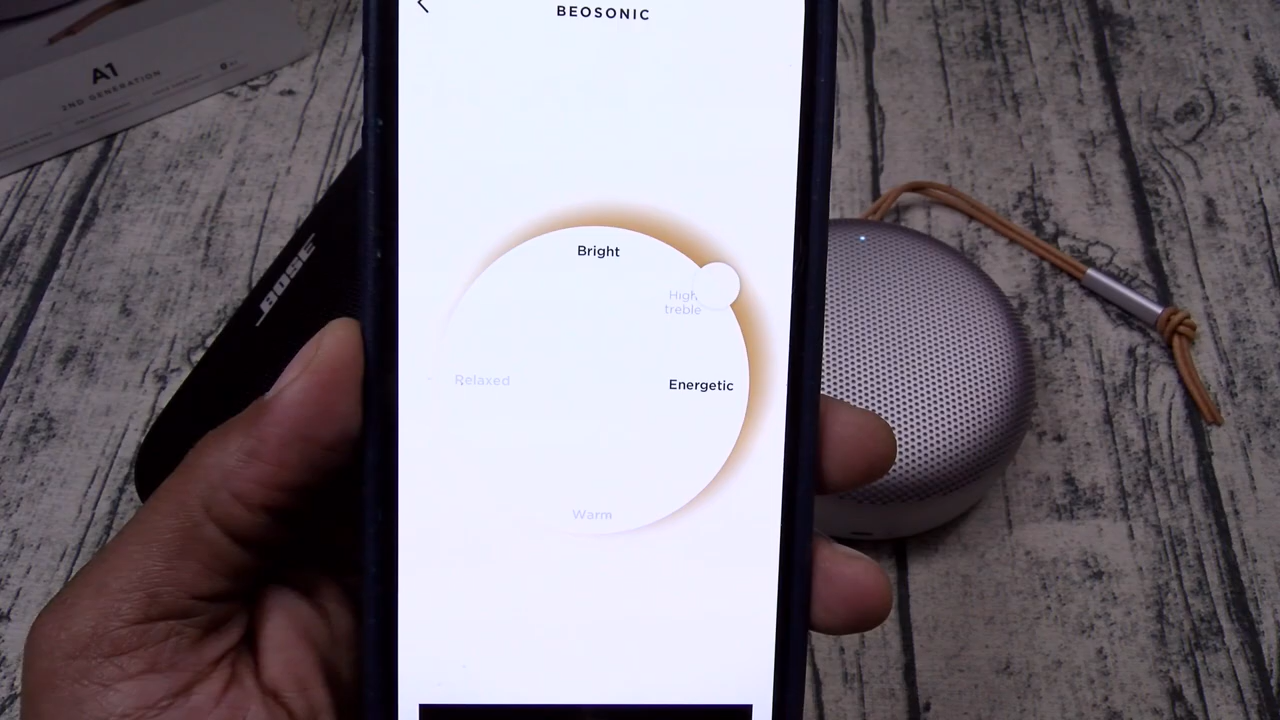 BEOSONIC
A1
2ND GENERATION
BOSE
Bright
High
treble
Relaxed
Energetic
Warm